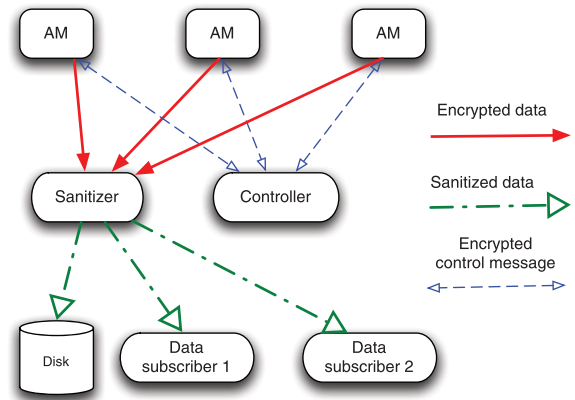 AM
AM
AM
Encrypted data
Sanitizer
Controller
Sanitized data
Encrypted
control message
Disk
Data
subscriber 1
Data
subscriber 2